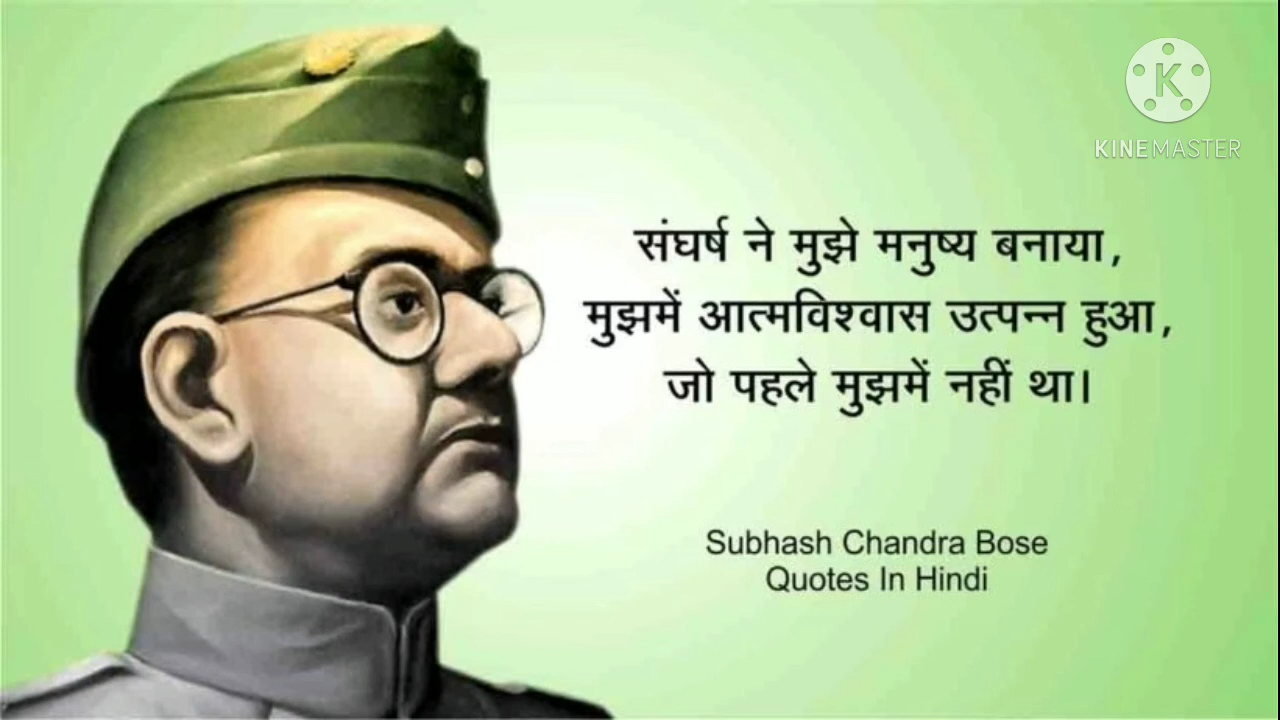 K
KINEMASTER
संघर्ष ने मुझे मनुष्य बनाया,
मुझमें आत्मविश्वास उत्पन्न हुआ,
जो पहले मुझमें नहीं था।
Subhash Chandra Bose
Quotes In Hindi